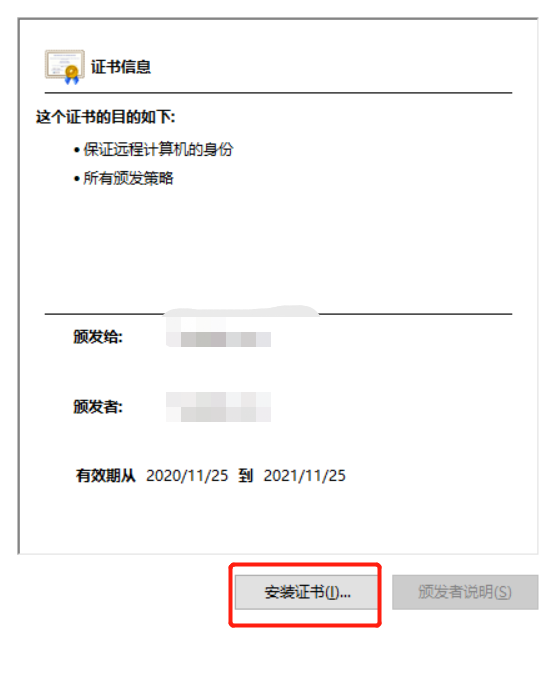 证书信息
这个证书的目的如下:
• 保证远程计算机的身份
• 所有颁发策略
颁发给:
颁发者:
有效期从 2020/11/25 到 2021/11/25
安装证书(I)... 颁发者说明(S)